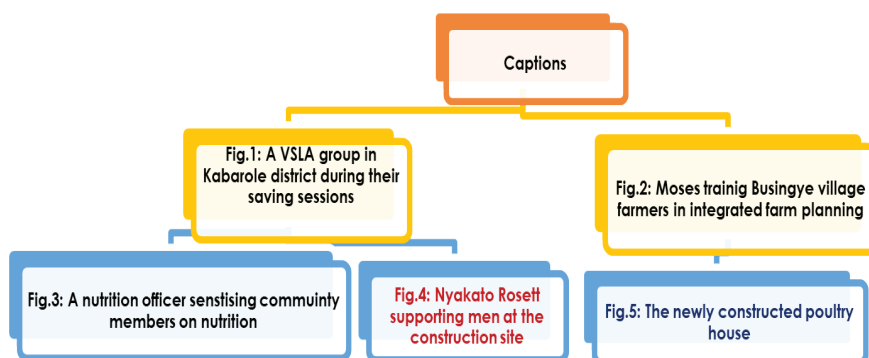 Captions
Fig.1: A VSLA group in
Kabarole district during their
saving sessions
Fig.2: Moses trainig Busingye village
farmers in integrated farm planning
Fig.3: A nutrition officer senstising commuinty
members on nutrition
Fig.4: Nyakato Rosett
supporting men at the
construction site
Fig.5: The newly constructed poultry
house